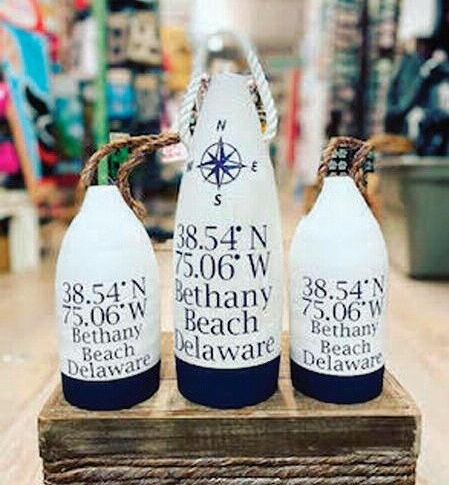 38.54° N
75.06° W
Bethany
Beach
Delaware
N
W E
S
38.54° N
75.06° W
Bethany
Beach
Delaware
38.54° N
75.06° W
Bethany
Beach
Delaware